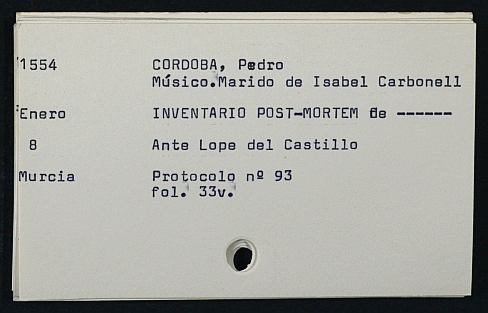 1554 CORDOBA, Pedro
Músico.Marido de Isabel Carbonell
Enero INVENTARIO POST-MORTEM de ------
8 Ante Lope del Castillo
Murcia Protocolo nº 93
fol. 33v.